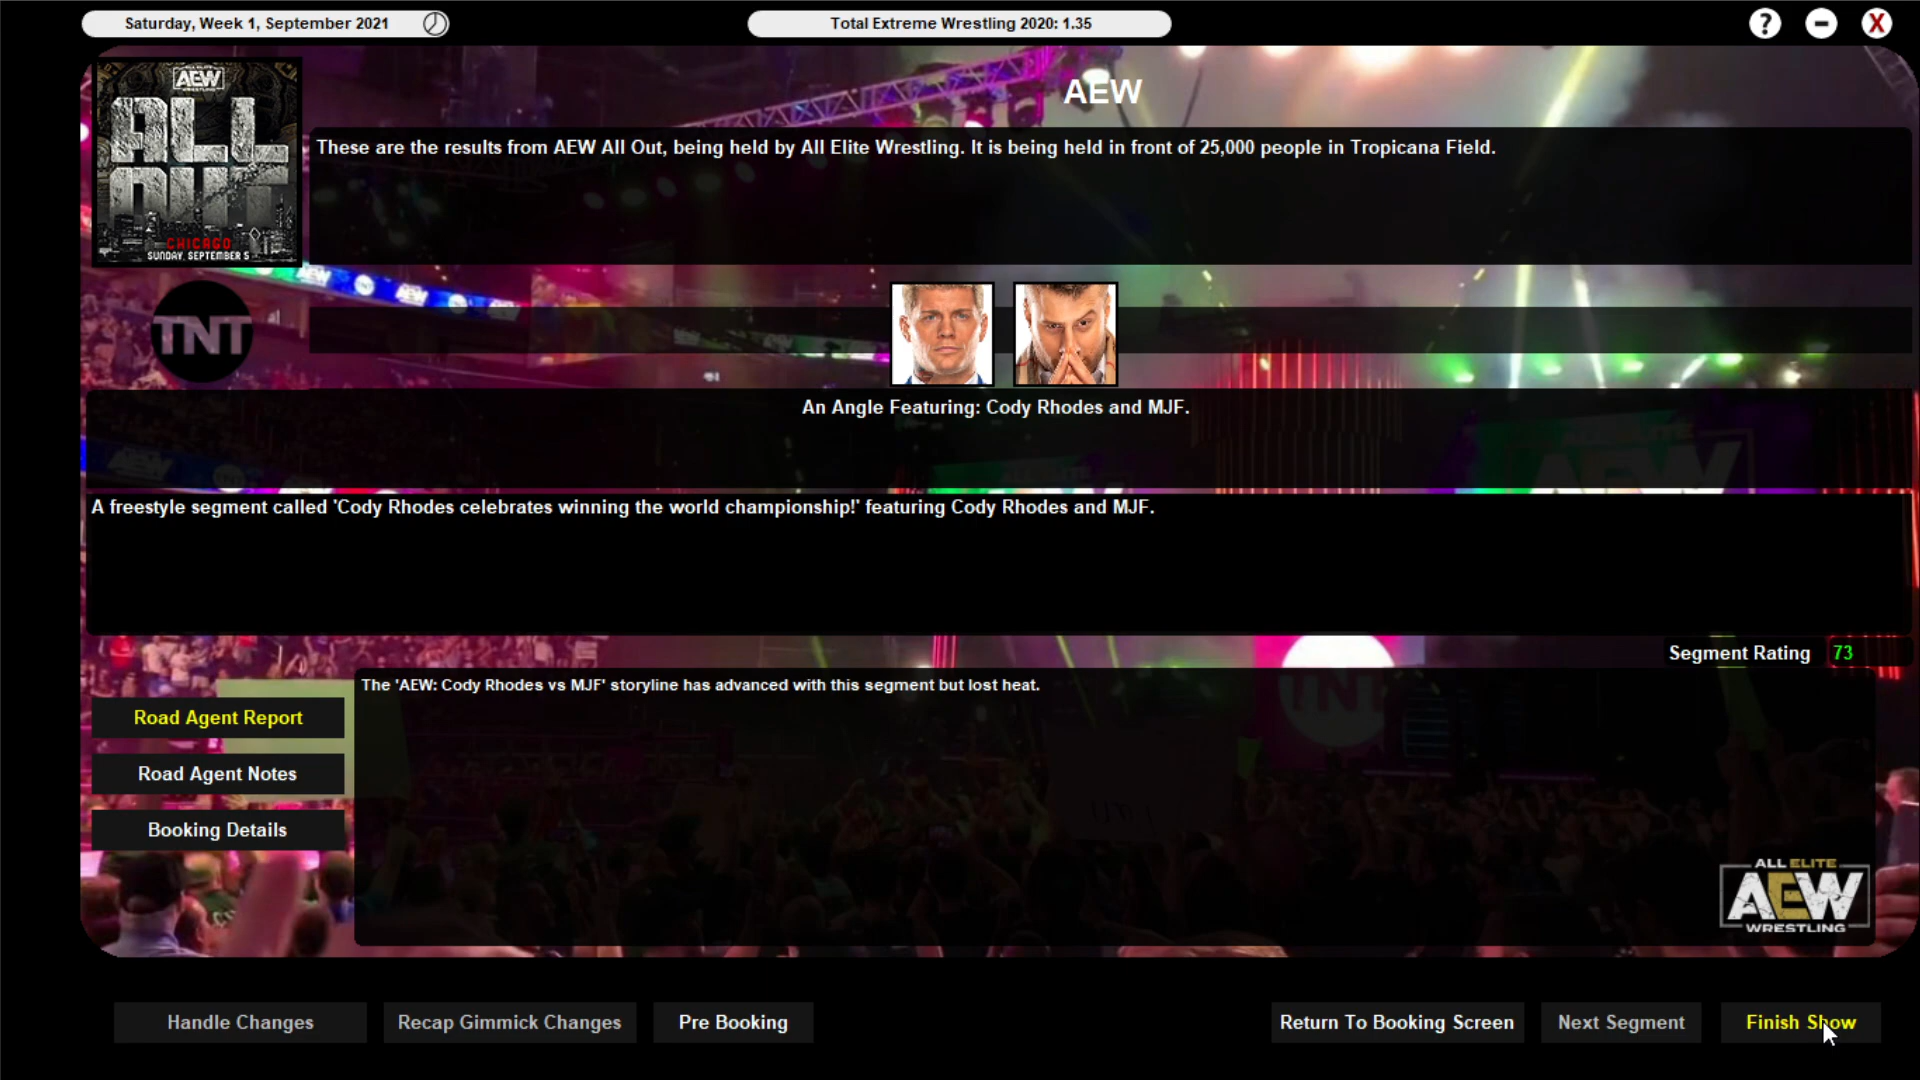 Saturday, Week 1, September 2021
Total Extreme Wrestling 2020: 1.35
?
X
ALL ELITE
AEW
WRESTLING
ALL
OUT
CHICAGO
SUNDAY, SEPTEMBER 5
AEW
These are the results from AEW All Out, being held by All Elite Wrestling. It is being held in front of 25,000 people in Tropicana Field.
TNT
An Angle Featuring: Cody Rhodes and MJF.
A freestyle segment called 'Cody Rhodes celebrates winning the world championship!' featuring Cody Rhodes and MJF.
Segment Rating 73
The 'AEW: Cody Rhodes vs MJF' storyline has advanced with this segment but lost heat.
Road Agent Report
Road Agent Notes
Booking Details
ALL ELITE
AEW
WRESTLING
Handle Changes
Recap Gimmick Changes
Pre Booking
Return To Booking Screen
Next Segment
Finish Show